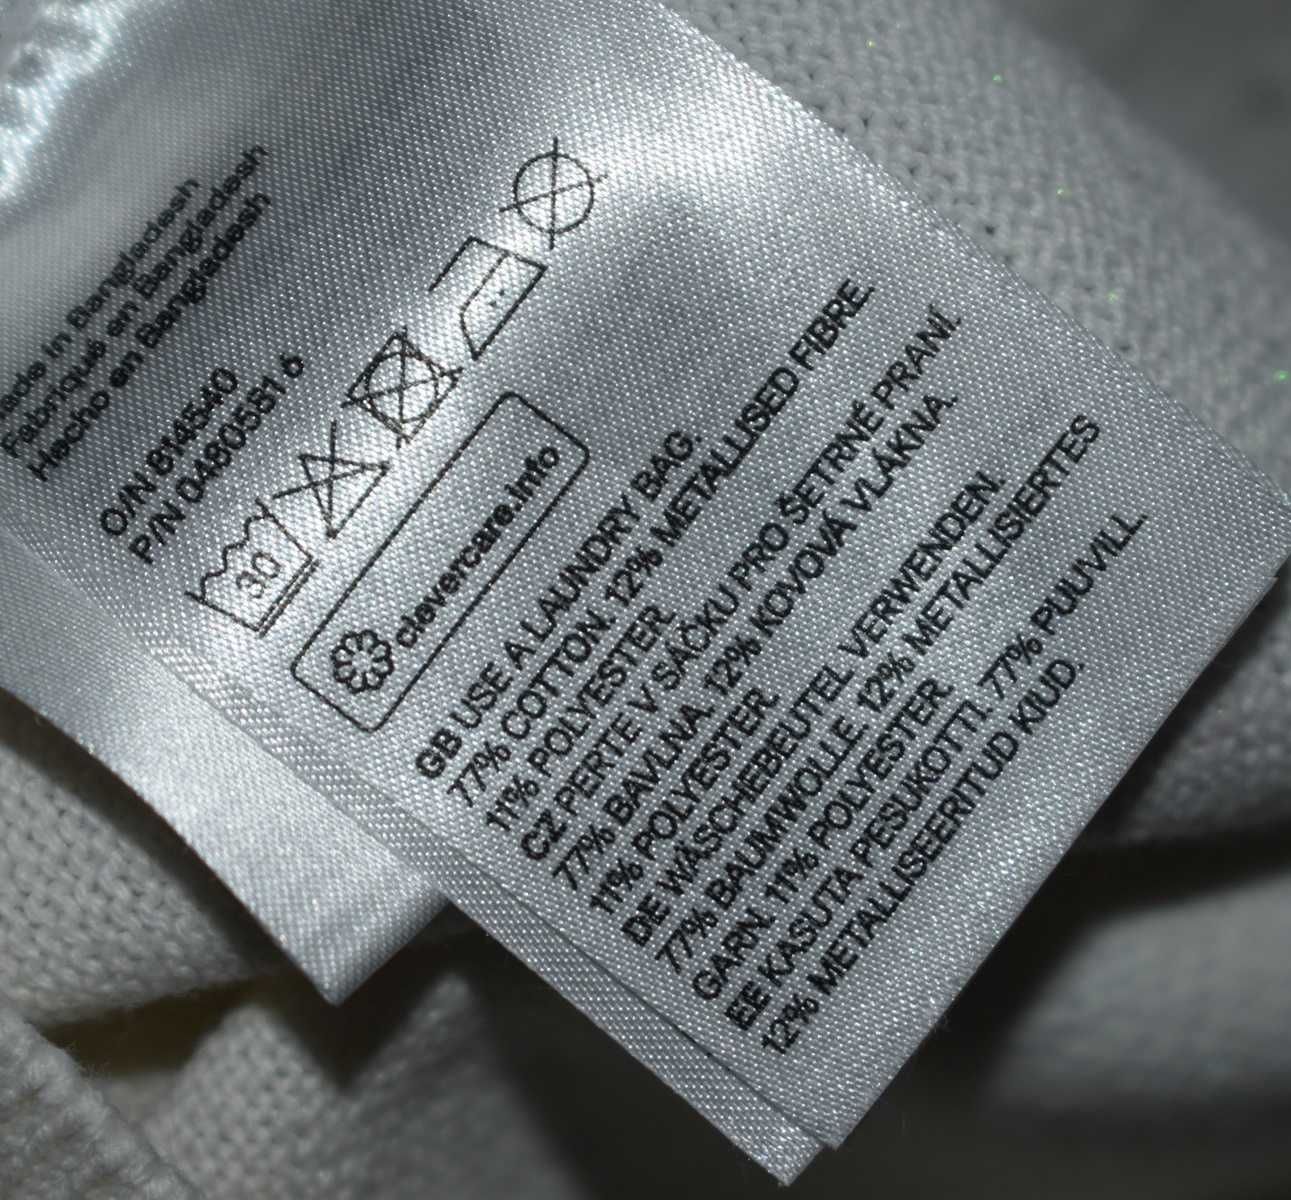 ade in Bangladesh
Fabriqué en Bangladesh
Hecho en Bangladesh
O/N 814540
P/N 0480581 6
30
clevercare.info
GB USE A LAUNDRY BAG.
77% COTTON. 12% METALLISED FIBRE.
11% POLYESTER
CZ PERTE V SÁČKU PRO ŠETRNÉ PRANÍ.
77% BAVLNA. 12% KOVOVÁ VLÁKNA.
11% POLYESTER.
DE WÄSCHEBEUTEL VERWENDEN.
77% BAUMWOLLE. 12% METALLISIERTES
GARN. 11% POLYESTER
EE KASUTA PESUKOTTI. 77% PUUVILL.
12% METALLISEERITUD KIUD.